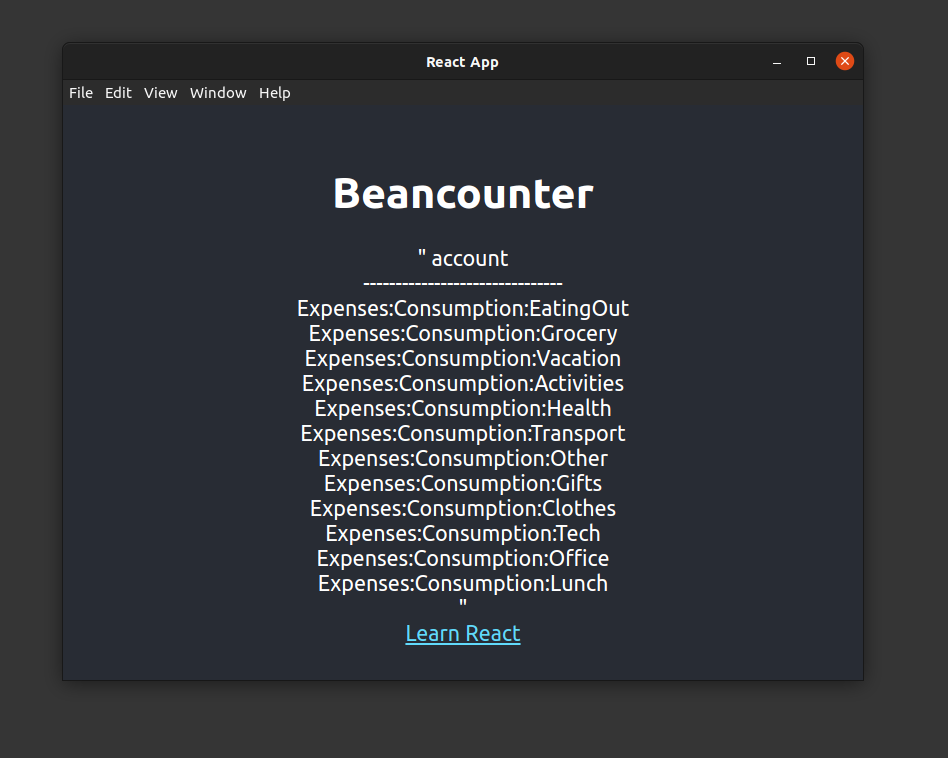 React App
File Edit View Window Help
Beancounter
" account
-------------------------------
Expenses:Consumption:EatingOut
Expenses:Consumption:Grocery
Expenses:Consumption:Vacation
Expenses:Consumption:Activities
Expenses:Consumption:Health
Expenses:Consumption:Transport
Expenses:Consumption:Other
Expenses:Consumption:Gifts
Expenses:Consumption:Clothes
Expenses:Consumption:Tech
Expenses:Consumption:Office
Expenses:Consumption:Lunch
"
Learn React